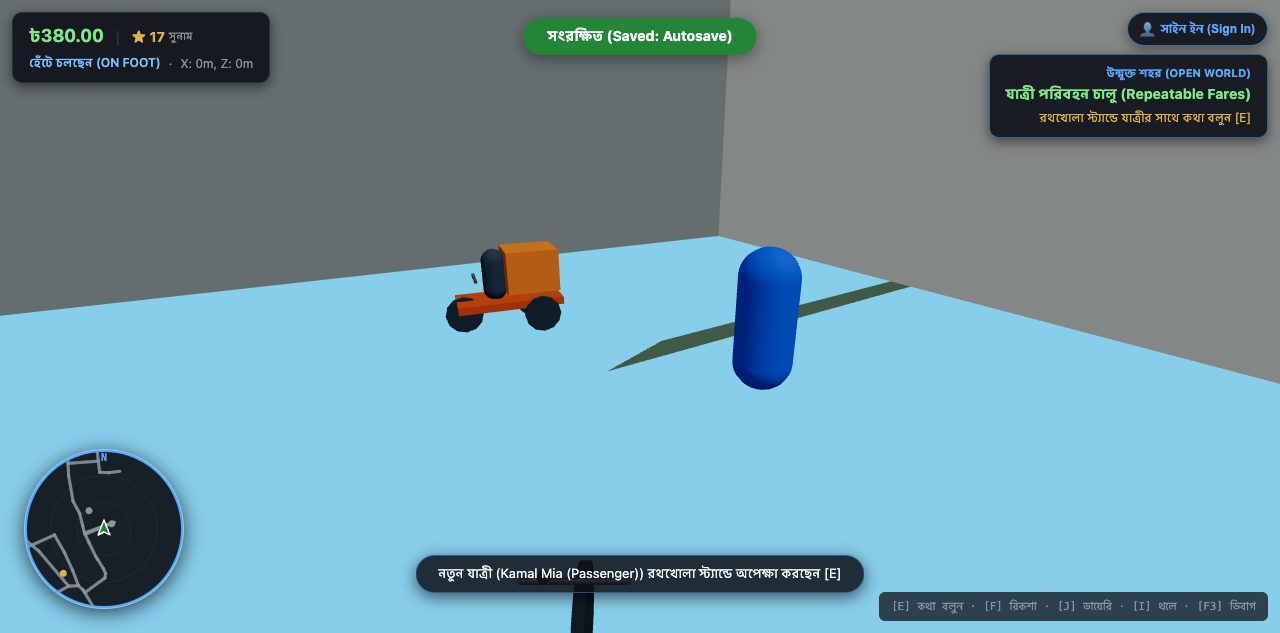 ৳380.00 | ⭐ 17 সুনাম
হেঁটে চলছেন (ON FOOT) · X: 0m, Z: 0m
সংরক্ষিত (Saved: Autosave)
👤 সাইন ইন (Sign In)
উন্মুক্ত শহর (OPEN WORLD)
যাত্রী পরিবহন চালু (Repeatable Fares)
রথখোলা স্ট্যান্ডে যাত্রীর সাথে কথা বলুন [E]
N
নতুন যাত্রী (Kamal Mia (Passenger)) রথখোলা স্ট্যান্ডে অপেক্ষা করছেন [E]
[E] কথা বলুন · [F] রিকশা · [J] ডায়েরি · [I] থলে · [F3] ডিবাগ